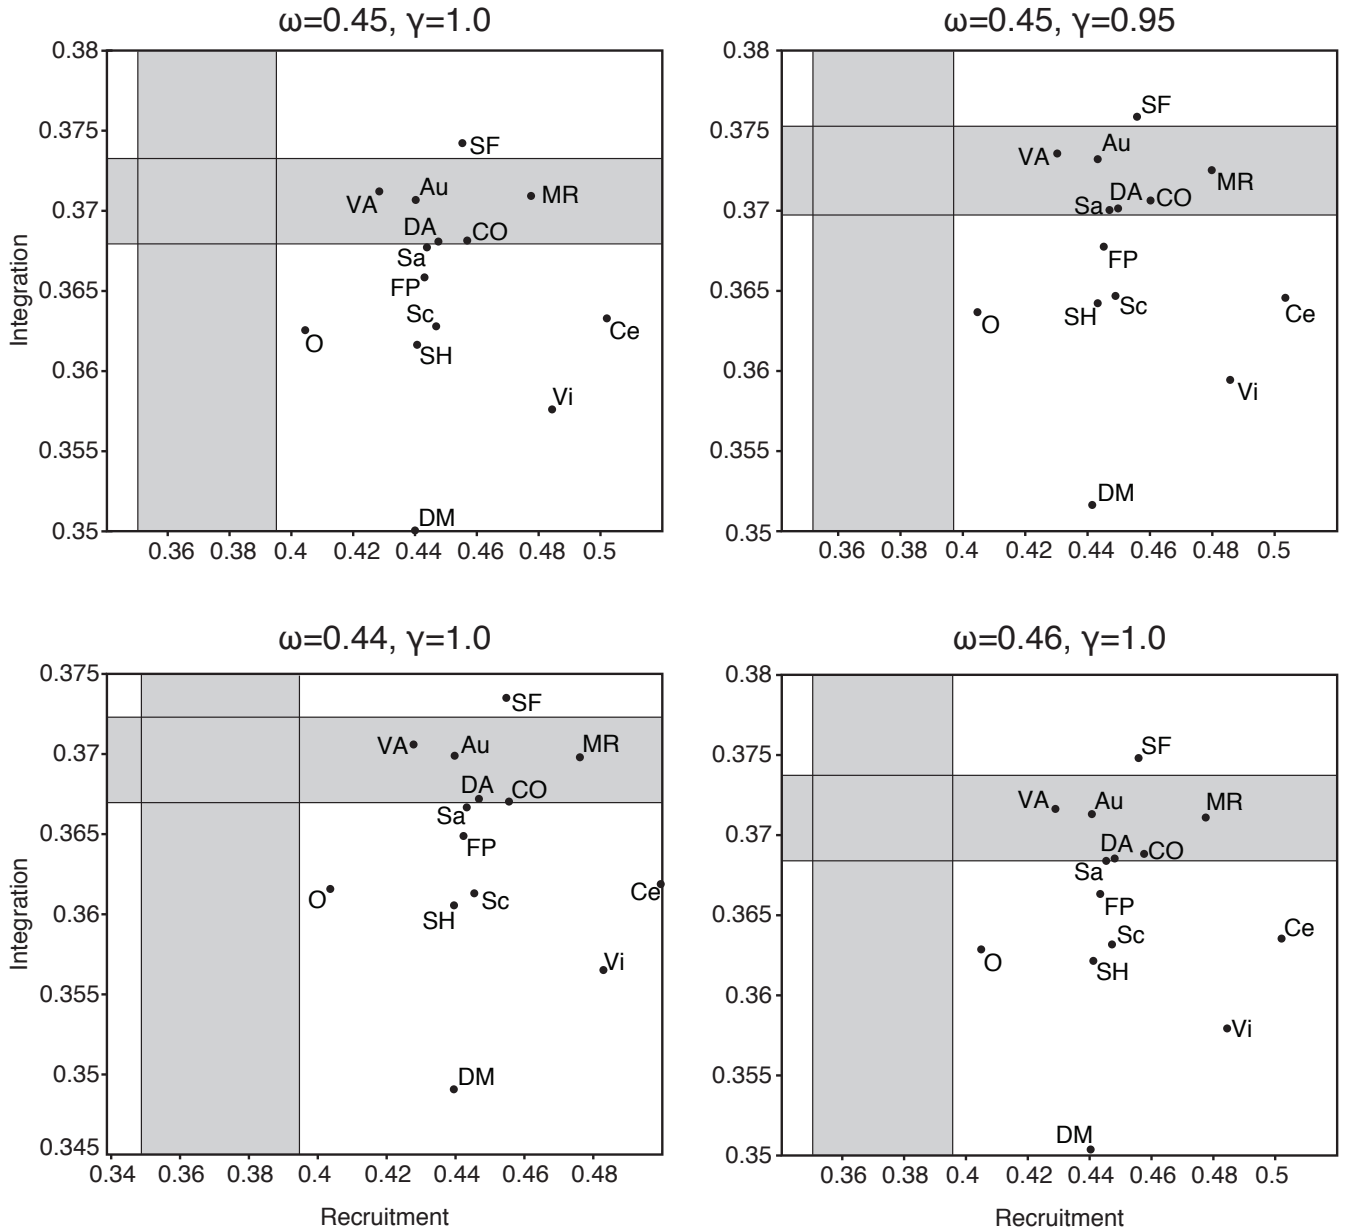 ω=0.45, γ=1.0
0.38
0.375
0.37
0.365
0.36
0.355
0.35
Integration
SF
VA
Au
MR
DA
CO
Sa
FP
Sc
O
SH
Ce
Vi
DM
0.36 0.38 0.4 0.42 0.44 0.46 0.48 0.5
ω=0.45, γ=0.95
0.38
0.375
0.37
0.365
0.36
0.355
0.35
SF
VA
Au
MR
DA
Sa
CO
FP
SH
Sc
O
Ce
Vi
DM
0.36 0.38 0.4 0.42 0.44 0.46 0.48 0.5
ω=0.44, γ=1.0
0.375
0.37
0.365
0.36
0.355
0.35
0.345
Integration
SF
VA
Au
MR
DA
CO
Sa
FP
O
Sc
SH
Ce
Vi
DM
0.34 0.36 0.38 0.4 0.42 0.44 0.46 0.48
Recruitment
ω=0.46, γ=1.0
0.38
0.375
0.37
0.365
0.36
0.355
0.35
SF
VA
Au
MR
DA
CO
Sa
FP
Sc
O
SH
Ce
Vi
DM
0.36 0.38 0.4 0.42 0.44 0.46 0.48 0.5
Recruitment